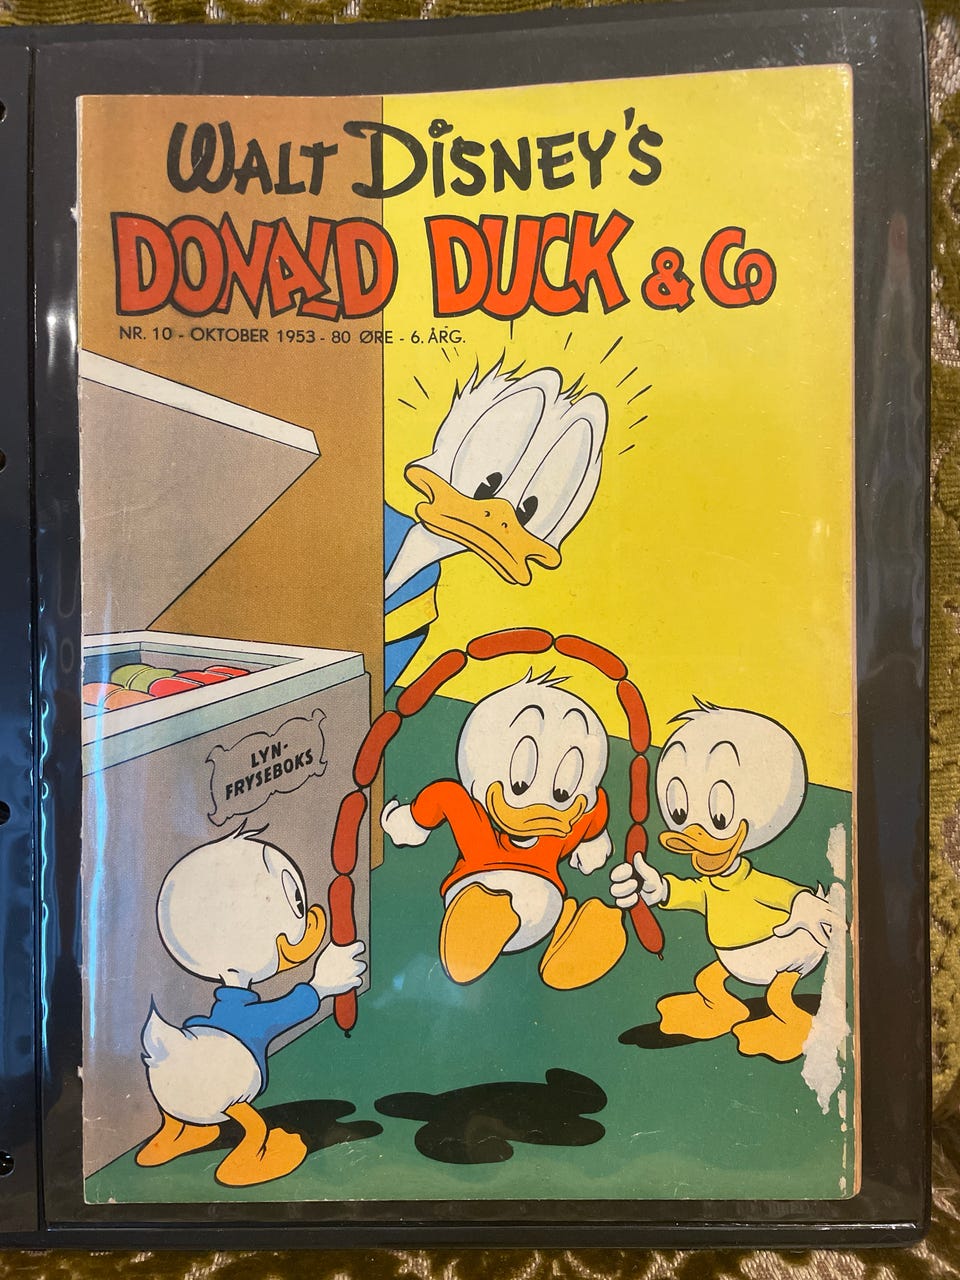 WALT DISNEY'S
DONALD DUCK & CO
NR. 10 - OKTOBER 1953 - 80 ØRE - 6. ÅRG.
LYN-
FRYSEBOKS